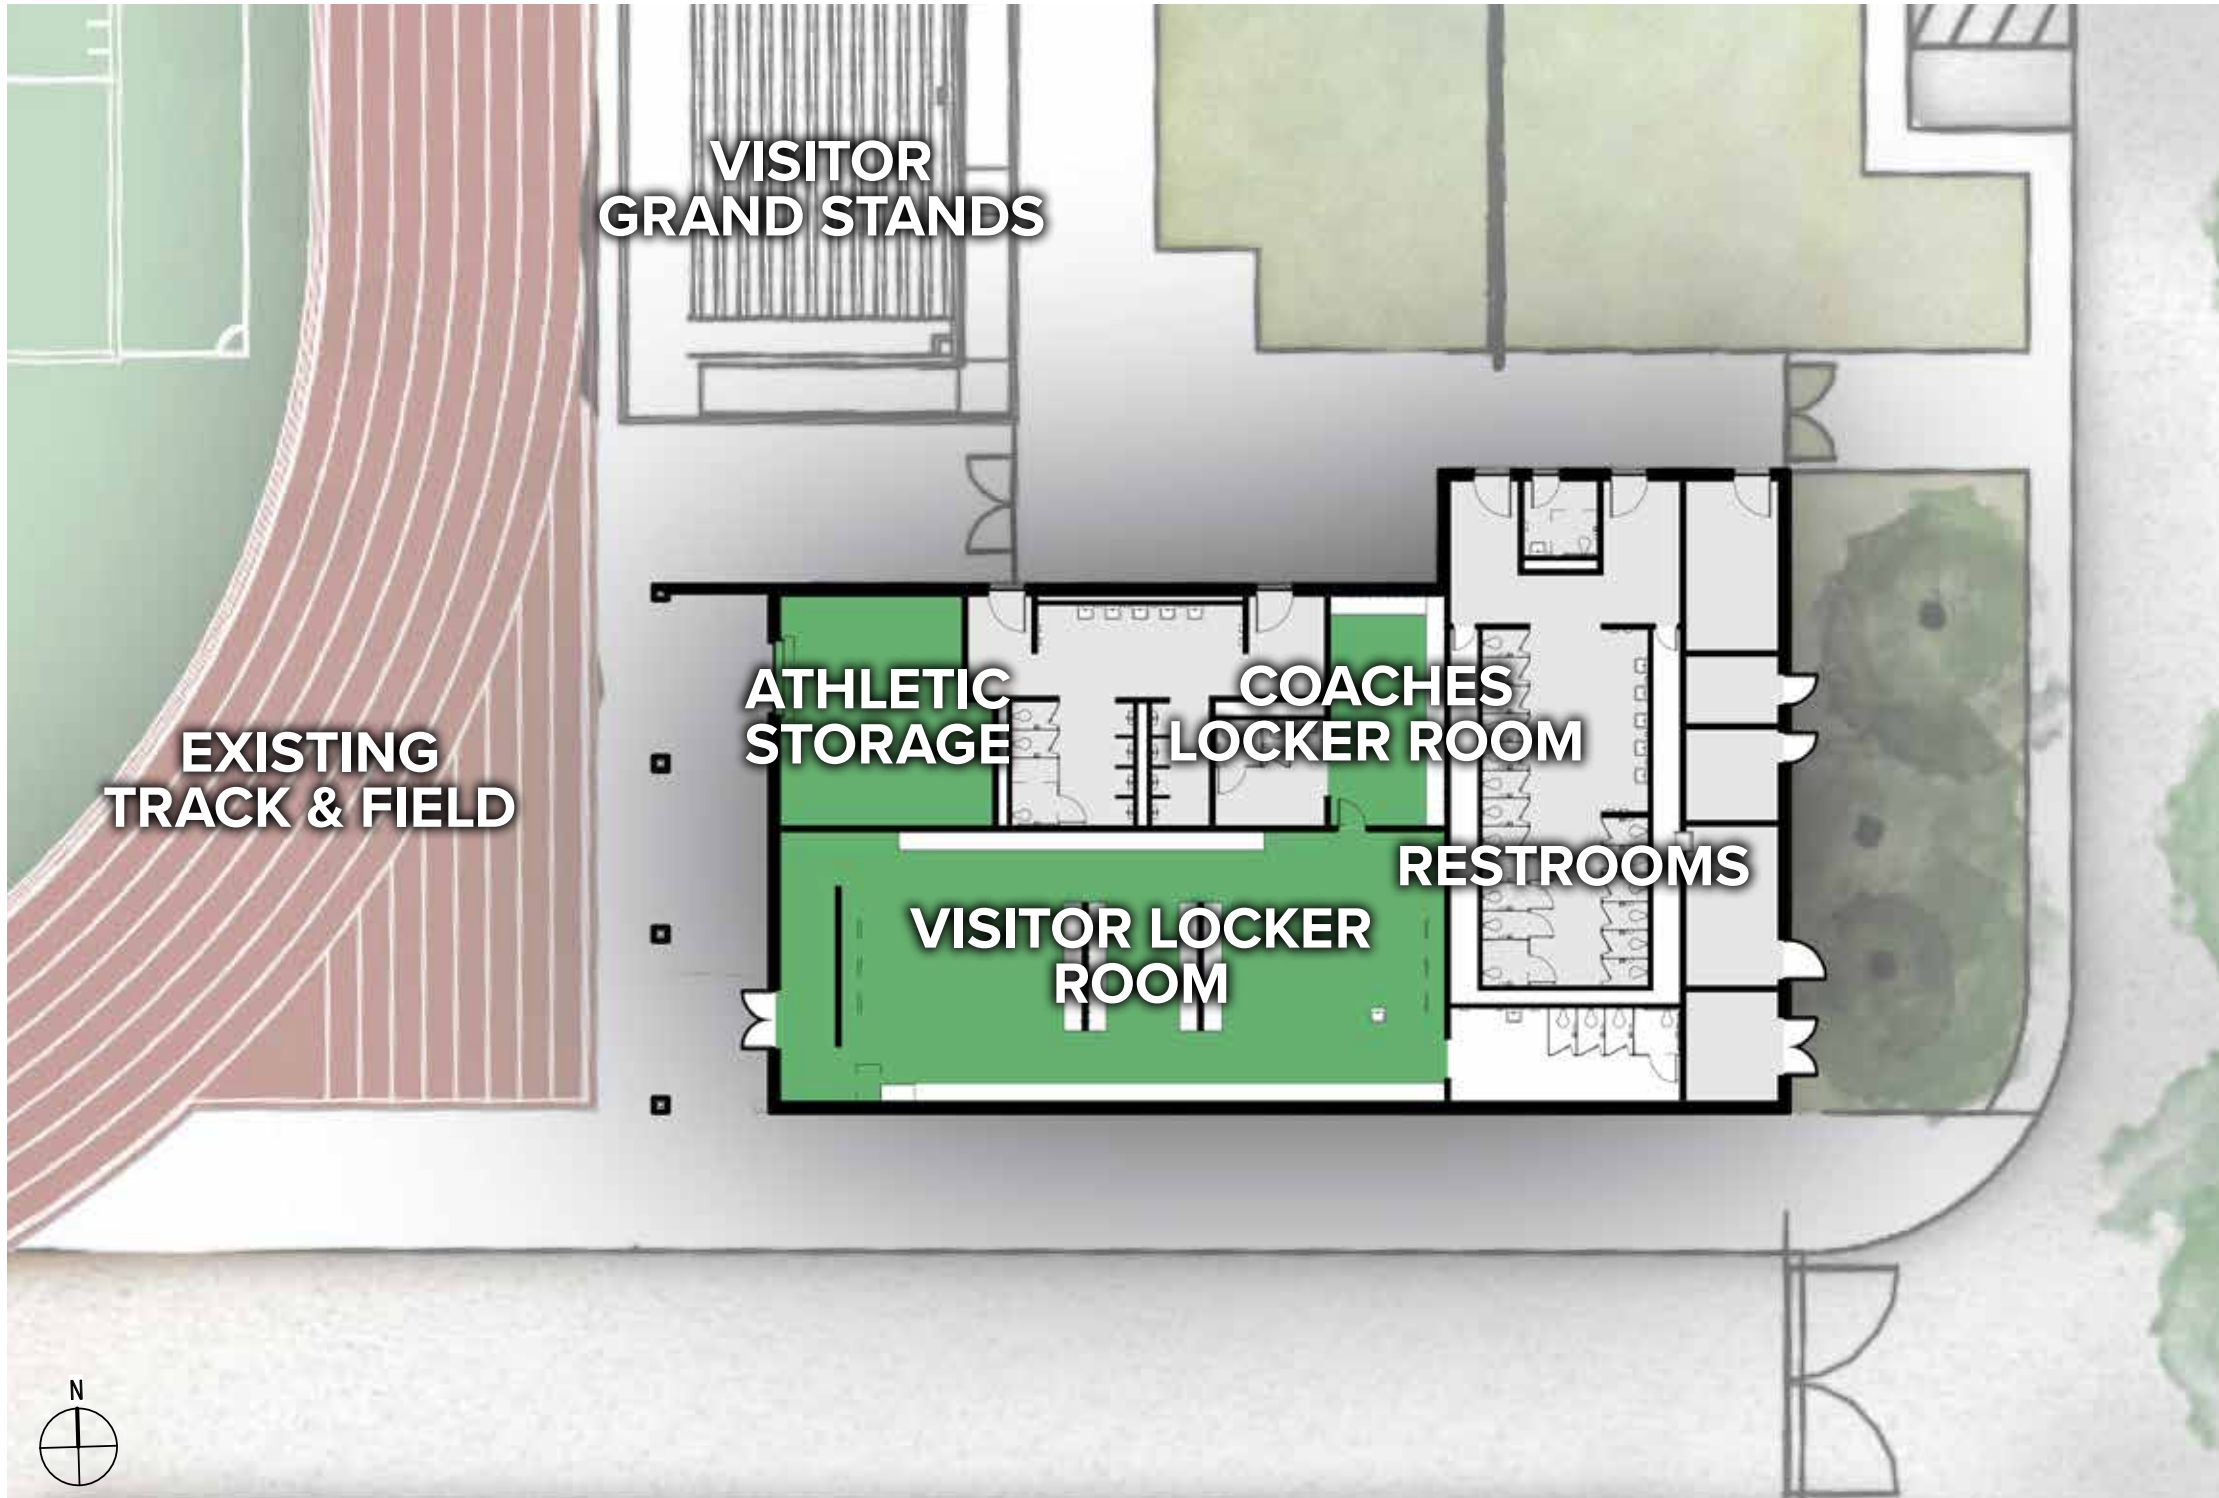 VISITOR
GRAND STANDS
ATHLETIC
STORAGE
COACHES
LOCKER ROOM
EXISTING
TRACK & FIELD
RESTROOMS
VISITOR LOCKER
ROOM
N